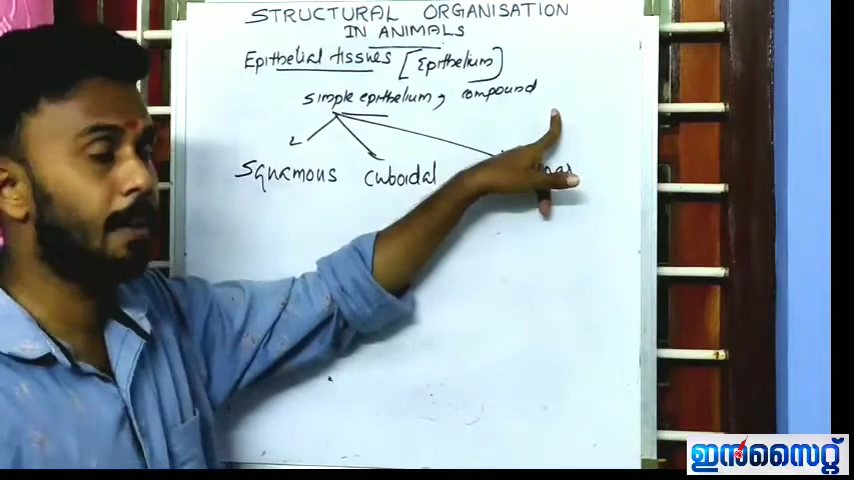 STRUCTURAL ORGANISATION
IN ANIMALS
Epithelial tissues [Epithelium]
Simple epithelium, compound
Squamous cuboidal
ഇൻസൈറ്റ്